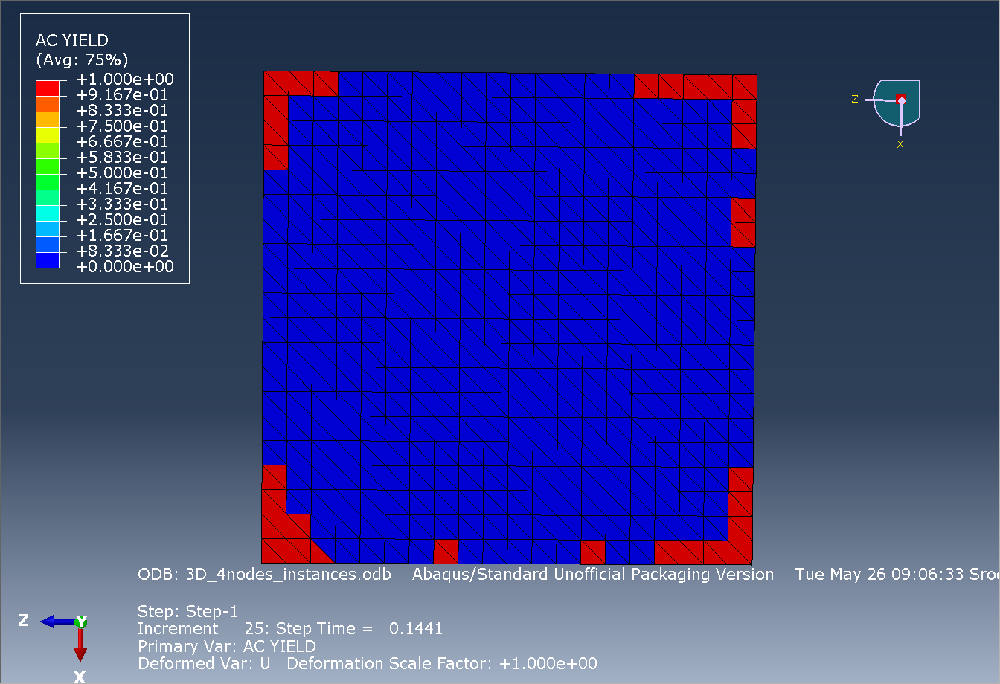 AC YIELD
(Avg: 75%)
+1.000e+00
+9.167e-01
+8.333e-01
+7.500e-01
+6.667e-01
+5.833e-01
+5.000e-01
+4.167e-01
+3.333e-01
+2.500e-01
+1.667e-01
+8.333e-02
+0.000e+00
Z
X
ODB: 3D_4nodes_instances.odb Abaqus/Standard Unofficial Packaging Version Tue May 26 09:06:33
Step: Step-1
Increment 25: Step Time = 0.1441
Primary Var: AC YIELD
Deformed Var: U Deformation Scale Factor: +1.000e+00
Z
Y
X